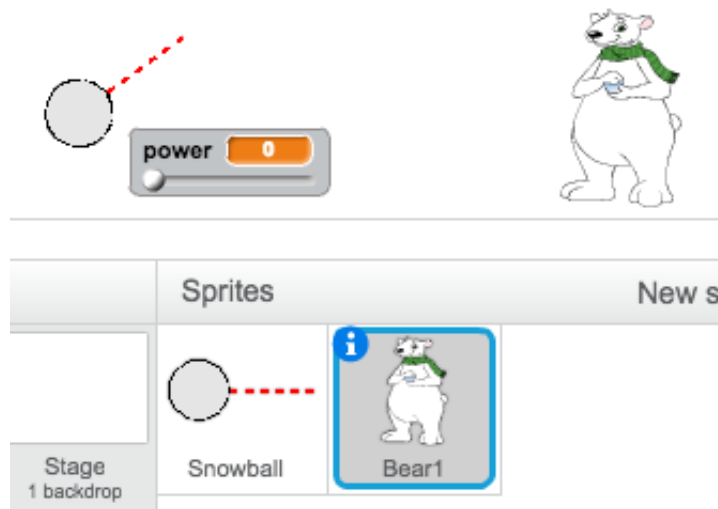 power 0
Sprites
New s
i
Stage
1 backdrop
Snowball
Bear1